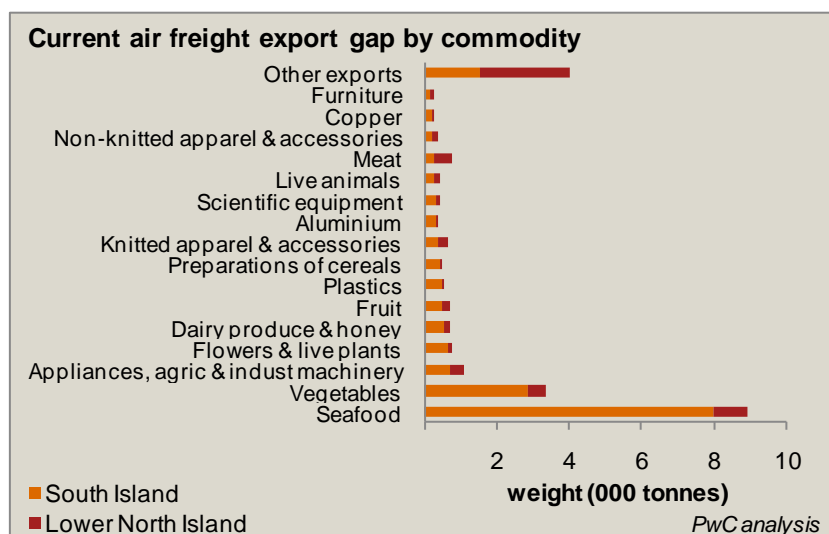 Current air freight export gap by commodity
Other exports
Furniture
Copper
Non-knitted apparel & accessories
Meat
Live animals
Scientific equipment
Aluminium
Knitted apparel & accessories
Preparations of cereals
Plastics
Fruit
Dairy produce & honey
Flowers & live plants
Appliances, agric & indust machinery
Vegetables
Seafood
2 4 6 8 10
weight (000 tonnes)
South Island
Lower North Island
PwC analysis